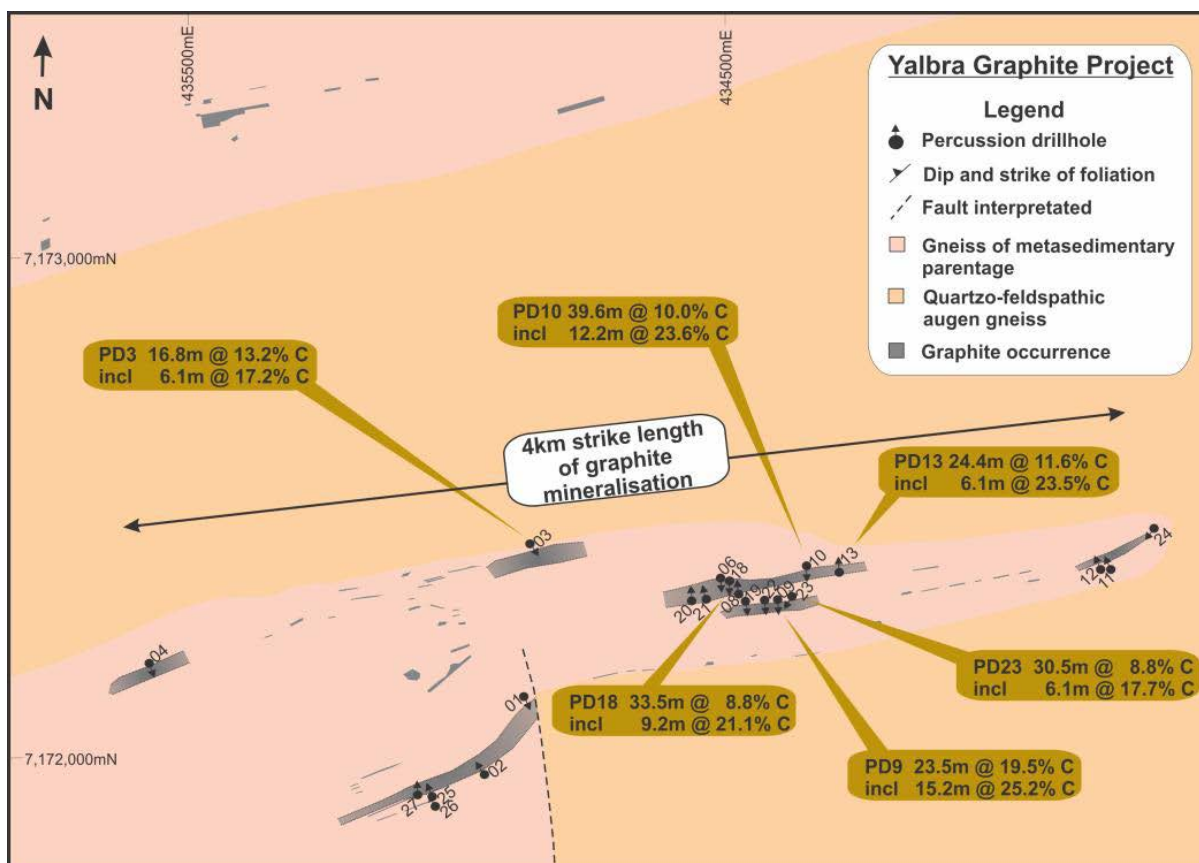 435500mE
434500mE
N
Yalbra Graphite Project
Legend
Percussion drillhole
Dip and strike of foliation
Fault interpretated
Gneiss of metasedimentary
parentage
Quartzo-feldspathic
augen gneiss
Graphite occurrence
7,173,000mN
PD10 39.6m @ 10.0% C
incl 12.2m @ 23.6% C
PD3 16.8m @ 13.2% C
incl 6.1m @ 17.2% C
4km strike length
of graphite
mineralisation
PD13 24.4m @ 11.6% C
incl 6.1m @ 23.5% C
03
06
18
10
13
24
12
11
20
21
08
19
22
09
23
04
PD23 30.5m @ 8.8% C
incl 6.1m @ 17.7% C
PD18 33.5m @ 8.8% C
incl 9.2m @ 21.1% C
01
7,172,000mN
PD9 23.5m @ 19.5% C
incl 15.2m @ 25.2% C
02
27
25
26